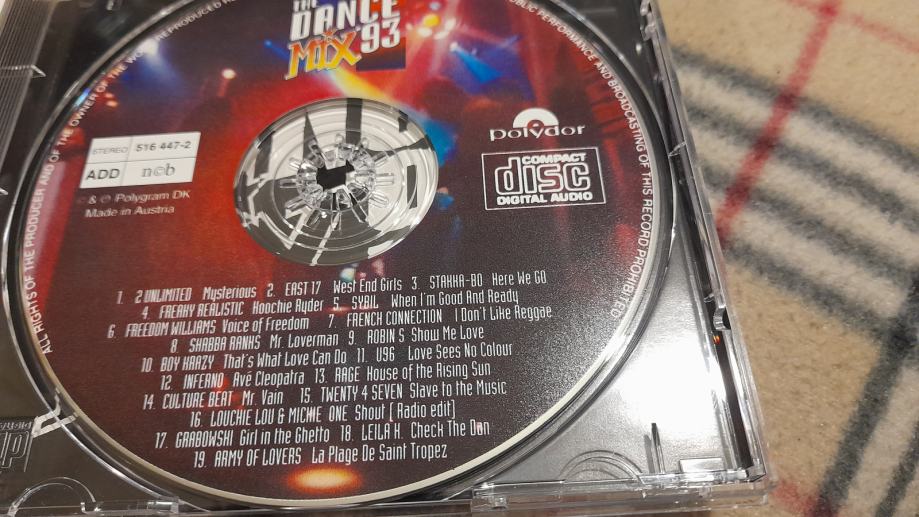 THE
DANCE
MiX 93
ALL RIGHTS OF THE PRODUCER AND OF THE OWNER OF THE WORK REPRODUCED RE
PUBLIC PERFORMANCE AND BROADCASTING OF THIS RECORD PROHIBITED
STEREO 516 447-2
ADD n©b
& ℗ Polygram DK
Made in Austria
polydor
COMPACT
disc
DIGITAL AUDIO
1. 2 UNLIMITED Mysterious 2. EAST 17 West End Girls 3. STAKKA-BO Here We GO
4. FREAKY REALISTIC Koochie Ryder 5. SYBIL When I'm Good And Ready
6. FREEDOM WILLIAMS Voice of Freedom 7. FRENCH CONNECTION I Don't Like Reggae
8. SHABBA RANKS Mr. Loverman 9. ROBIN S Show Me Love
10. BOY KRAZY That's What Love Can Do 11. U96 Love Sees No Colour
12. INFERNO Avé Cleopatra 13. RAGE House of the Rising Sun
14. CULTURE BEAT Mr. Vain 15. TWENTY 4 SEVEN Slave to the Music
16. LOUCHIE LOU & MICHIE ONE Shout ( Radio edit)
17. GRABOWSKI Girl in the Ghetto 18. LEILA K. Check The Dan
19. ARMY OF LOVERS La Plage De Saint Tropez